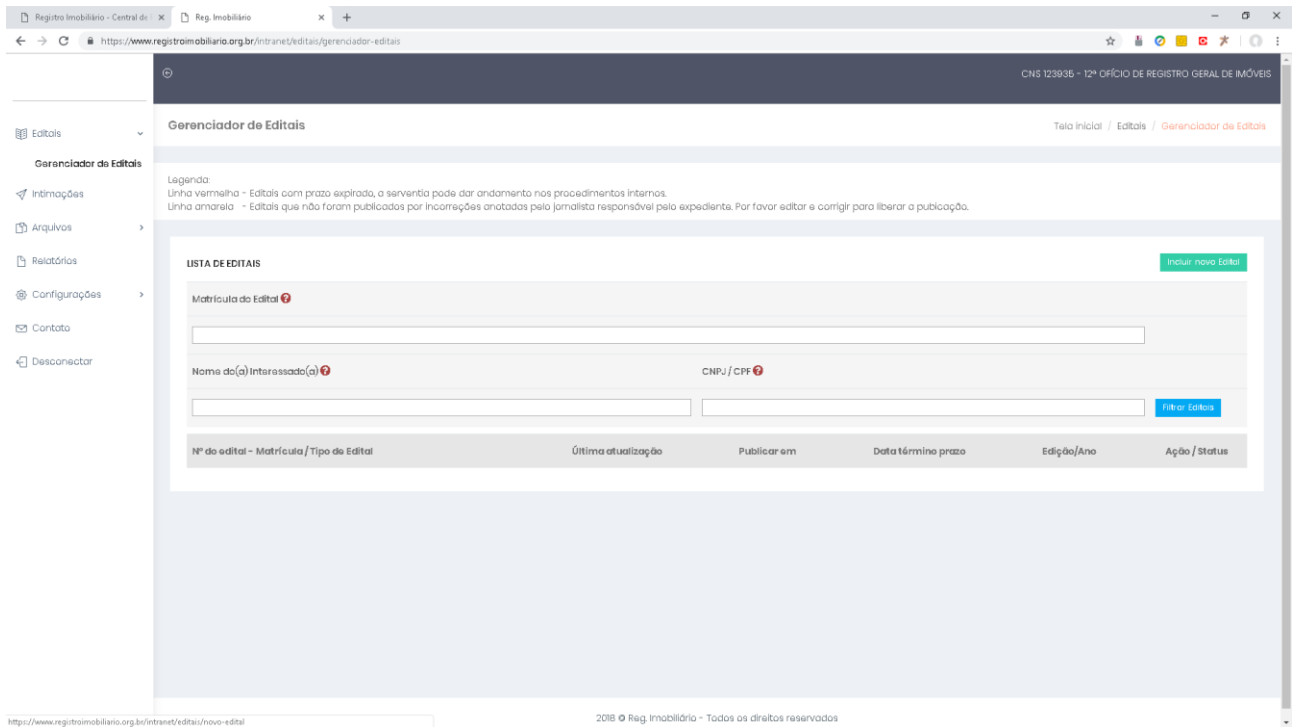 Registro Imobiliário - Central de
Reg. Imobiliário
https://www.registroimobiliario.org.br/intranet/editais/gerenciador-editais
CNS 123935 - 12º OFÍCIO DE REGISTRO GERAL DE IMÓVEIS
Gerenciador de Editais
Tela inicial / Editais / Gerenciador de Editais
Editais
Gerenciador de Editais
Intimações
Arquivos
Relatórios
Configurações
Contato
Desconectar
Legenda:
Linha vermelha - Editais com prazo expirado, a serventia pode dar andamento nos procedimentos internos.
Linha amarela - Editais que não foram publicados por incorreções anotadas pelo jornalista responsável pelo expediente. Por favor editar e corrigir para liberar a pubicação.
LISTA DE EDITAIS
Incluir novo Edital
Matrícula do Edital
Nome do(a) Interessado(a)
CNPJ / CPF
Filtrar Editais
Nº do edital - Matrícula / Tipo de Edital
Última atualização
Publicar em
Data término prazo
Edição/Ano
Ação / Status
2018 © Reg. Imobiliário - Todos os direitos reservados
https://www.registroimobiliario.org.br/intranet/editais/novo-edital